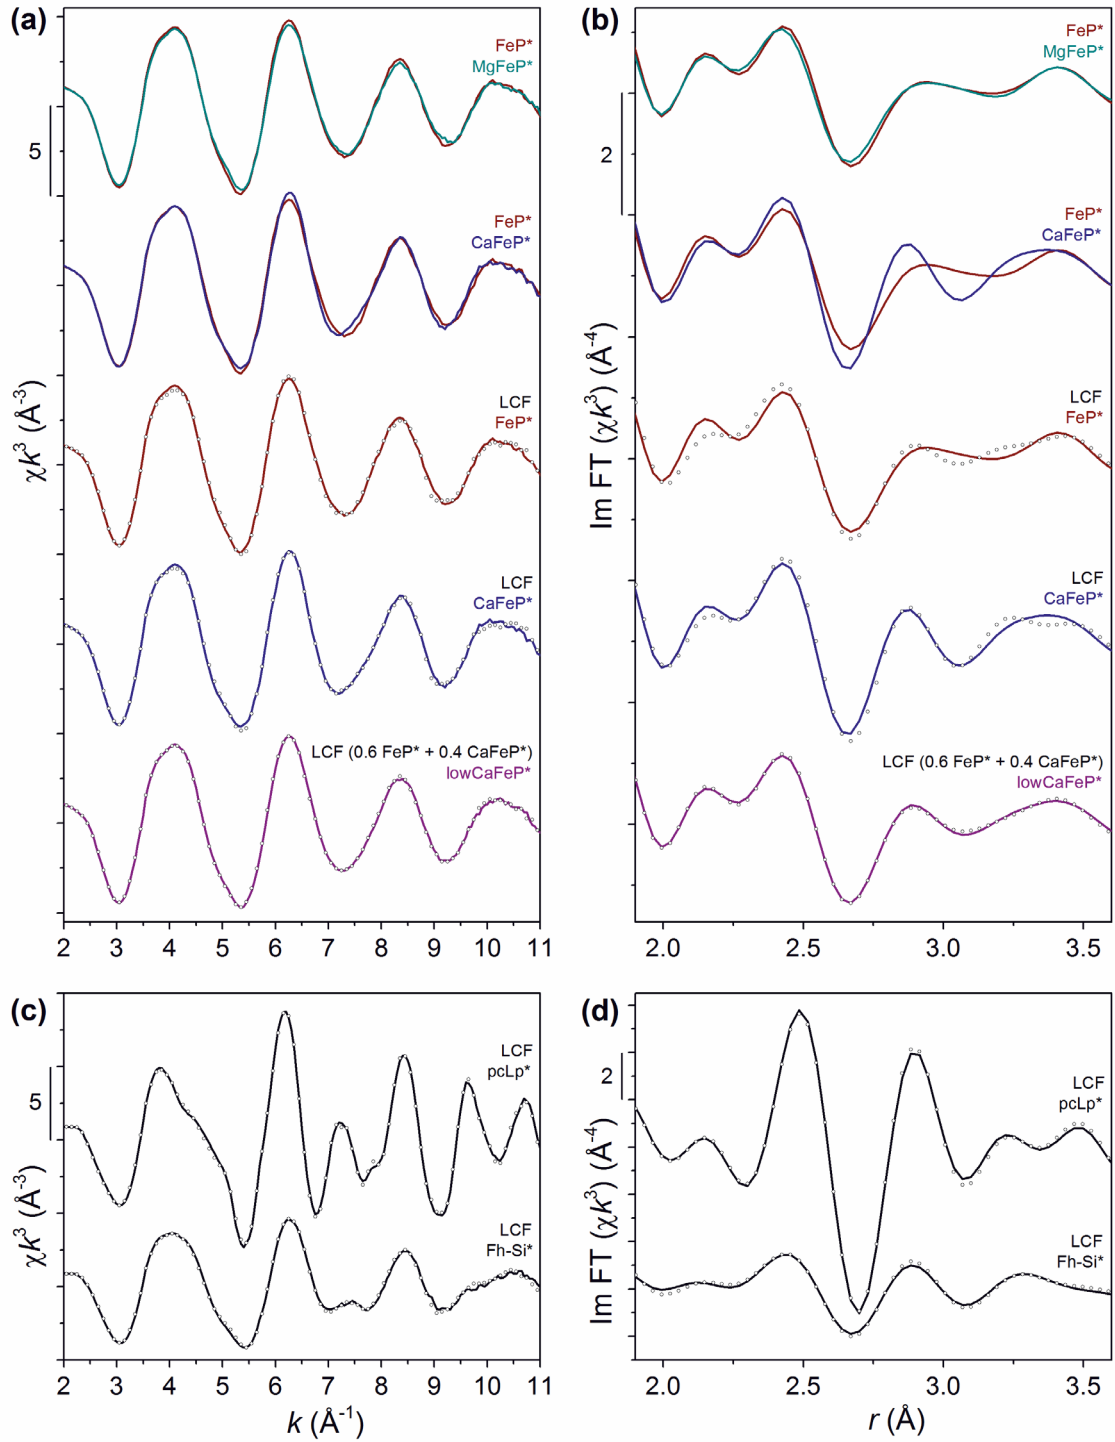 (a)
FeP*
MgFeP*
5
FeP*
CaFeP*
LCF
FeP*
LCF
CaFeP*
LCF (0.6 FeP* + 0.4 CaFeP*)
lowCaFeP*
χk³ (Å⁻³)
2 3 4 5 6 7 8 9 10 11
(b)
FeP*
MgFeP*
2
FeP*
CaFeP*
LCF
FeP*
LCF
CaFeP*
LCF (0.6 FeP* + 0.4 CaFeP*)
lowCaFeP*
Im FT (χk³) (Å⁻⁴)
2.0 2.5 3.0 3.5
(c)
LCF
pcLp*
5
LCF
Fh-Si*
χk³ (Å⁻³)
2 3 4 5 6 7 8 9 10 11
k (Å⁻¹)
(d)
2
LCF
pcLp*
LCF
Fh-Si*
Im FT (χk³) (Å⁻⁴)
2.0 2.5 3.0 3.5
r (Å)